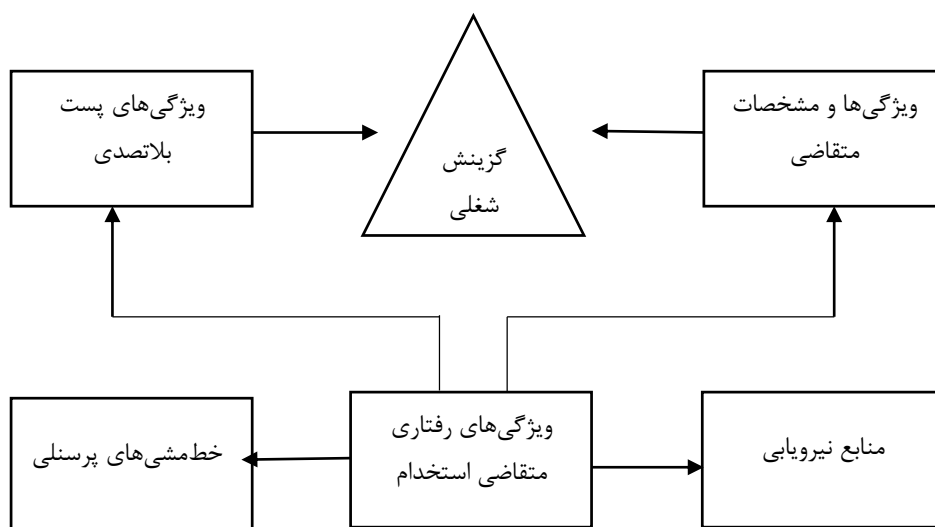 ویژگی‌ها و مشخصات
متقاضی
گزینش
شغلی
ویژگی‌های پست
بلاتصدی
منابع نیرویابی
ویژگی‌های رفتاری
متقاضی استخدام
خط‌مشی‌های پرسنلی